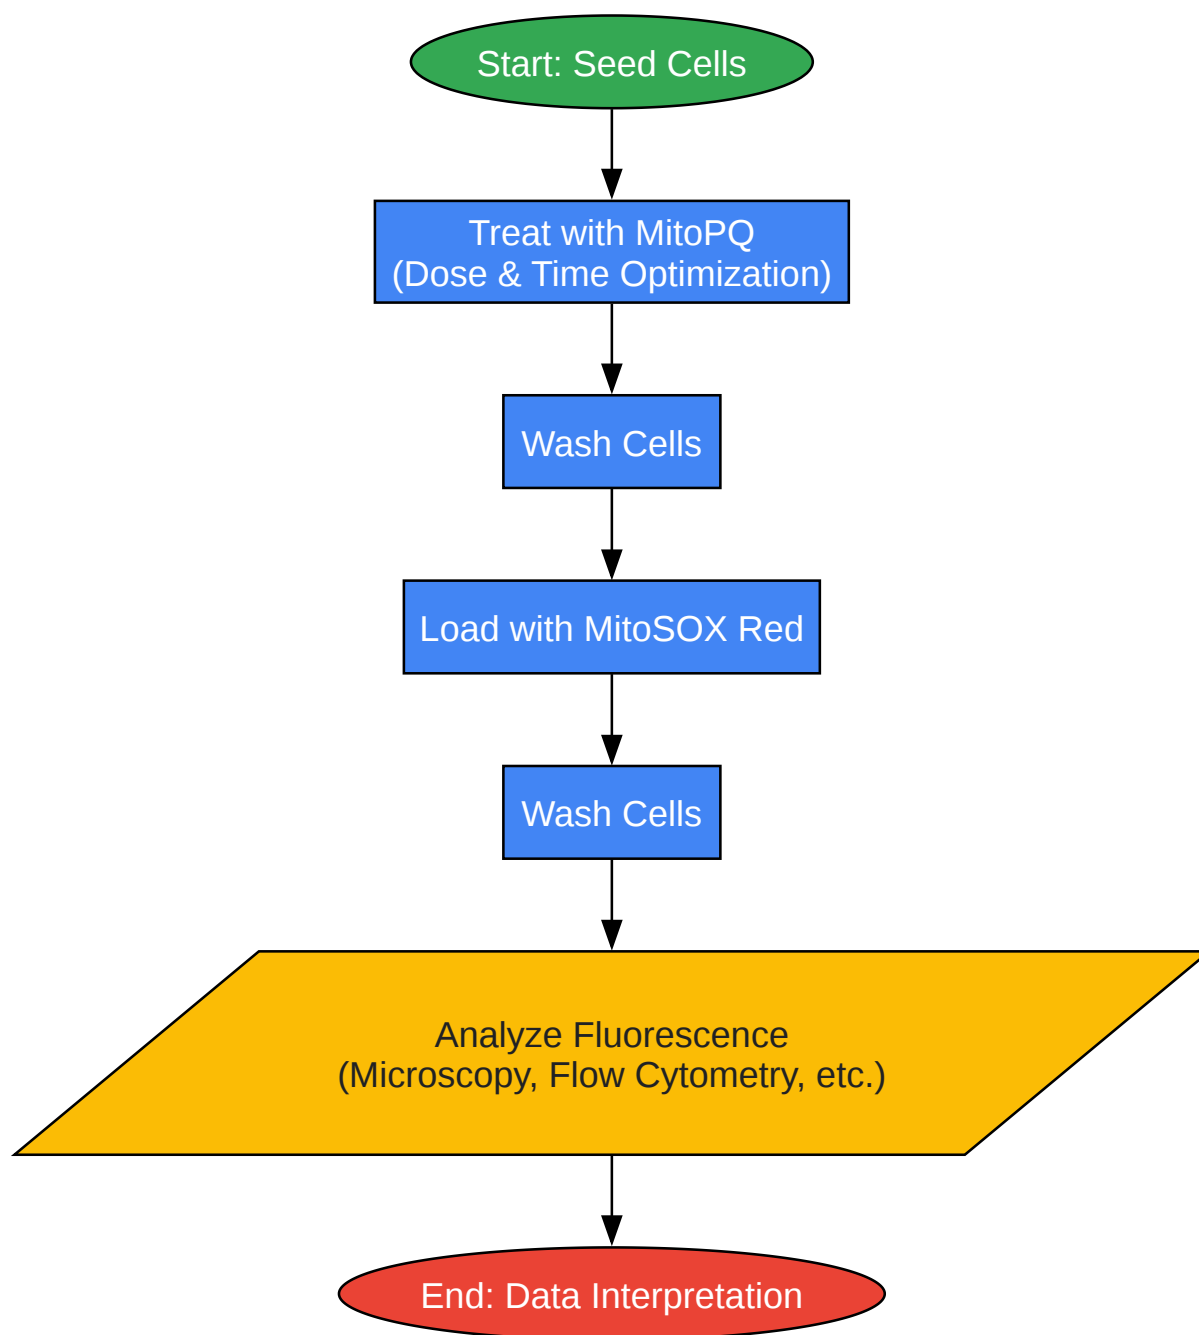 Start: Seed Cells
Treat with MitoPQ
(Dose & Time Optimization)
Wash Cells
Load with MitoSOX Red
Wash Cells
Analyze Fluorescence
(Microscopy, Flow Cytometry, etc.)
End: Data Interpretation